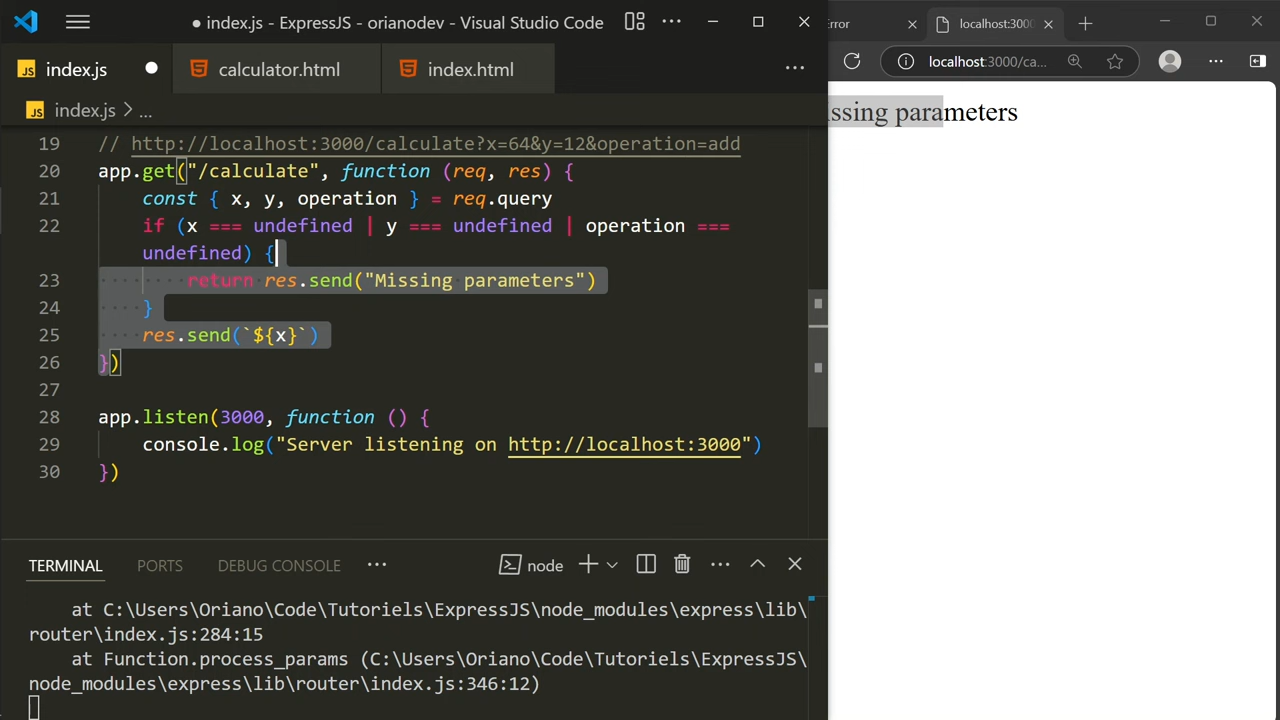 index.js - ExpressJS - orianodev - Visual Studio Code
JS index.js
calculator.html
index.html
JS index.js > ...
19 // http://localhost:3000/calculate?x=64&y=12&operation=add
20 app.get("/calculate", function (req, res) {
21 const { x, y, operation } = req.query
22 if (x === undefined | y === undefined | operation ===
undefined) {
23 return res.send("Missing parameters")
24 }
25 res.send(`${x}`)
26 })
27
28 app.listen(3000, function () {
29 console.log("Server listening on http://localhost:3000")
30 })
TERMINAL PORTS DEBUG CONSOLE ... node
at C:\Users\Oriano\Code\Tutoriels\ExpressJS\node_modules\express\lib\
router\index.js:284:15
at Function.process_params (C:\Users\Oriano\Code\Tutoriels\ExpressJS\
node_modules\express\lib\router\index.js:346:12)
rror
localhost:3000
localhost:3000/ca...
ssing parameters